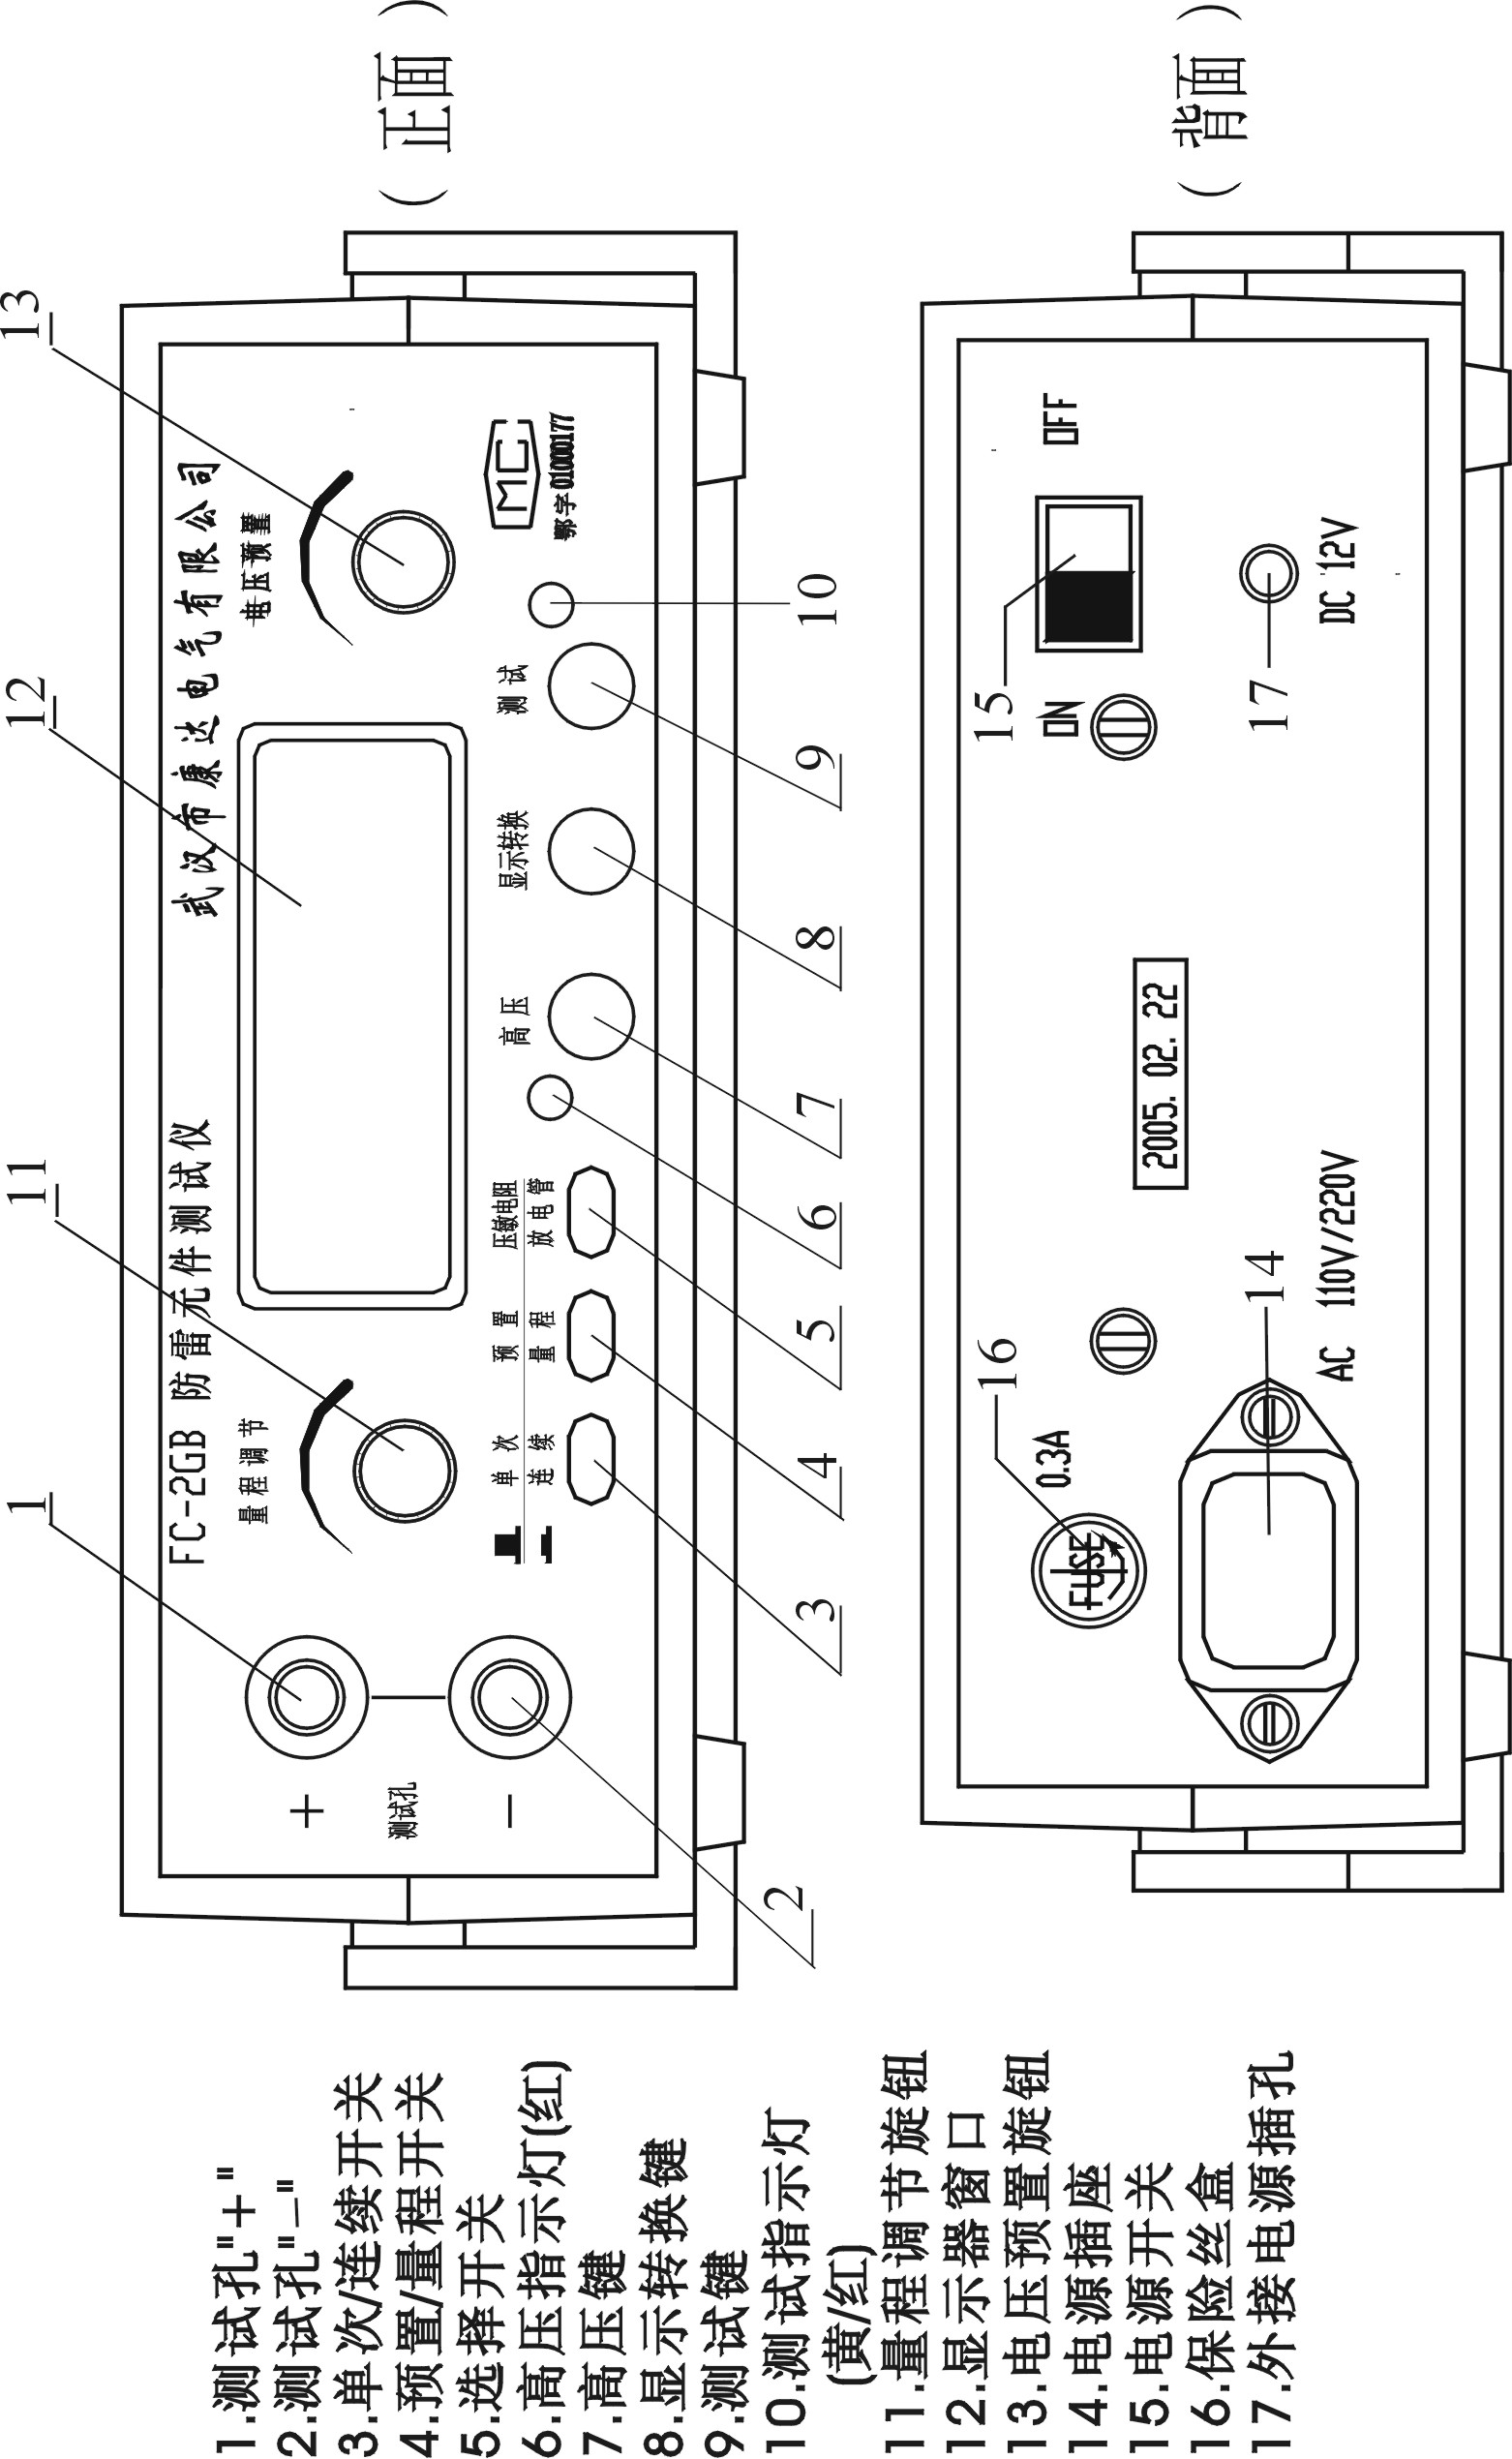 (正面)
13
12
11
1
FC-2GB 防雷元件测试仪
武汉市康达电气有限公司
量程调节
电压预置
+
测试孔
−
单次
连续
预置
量程
压敏电阻
放电管
高压
显示转换
测试
MC
鄂字01000177
2
3
4
5
6
7
8
9
10
(背面)
16
15
0.3A
FUSE
ON
OFF
2005.02.22
14
17
AC 110V/220V
DC 12V
1.测试孔"+"
2.测试孔"−"
3.单次/连续开关
4.预置/量程开关
5.选择开关
6.高压指示灯(红)
7.高压键
8.显示转换键
9.测试键
10.测试指示灯
(黄/红)
11.量程调节旋钮
12.显示器窗口
13.电压预置旋钮
14.电源插座
15.电源开关
16.保险丝盒
17.外接电源插孔